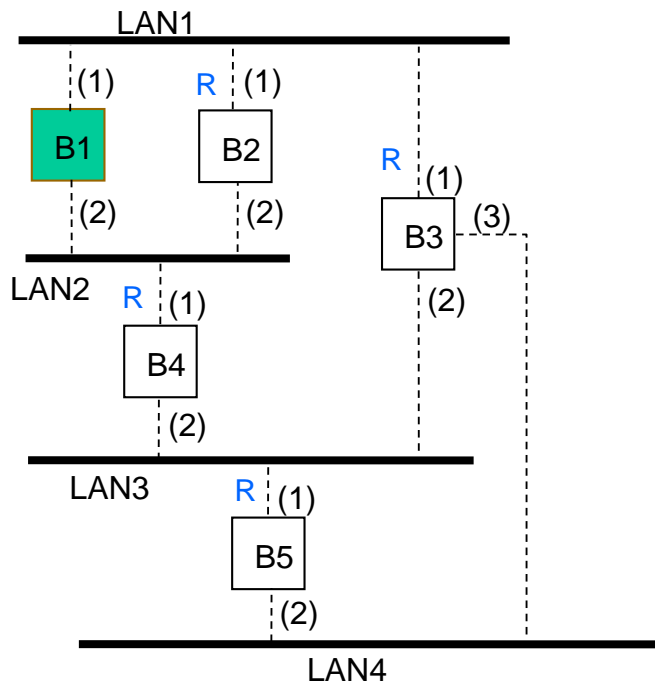 LAN1
(1)
R (1)
B1
B2
R
(1)
(2)
(2)
(3)
B3
LAN2
R (1)
(2)
B4
(2)
LAN3
R (1)
B5
(2)
LAN4